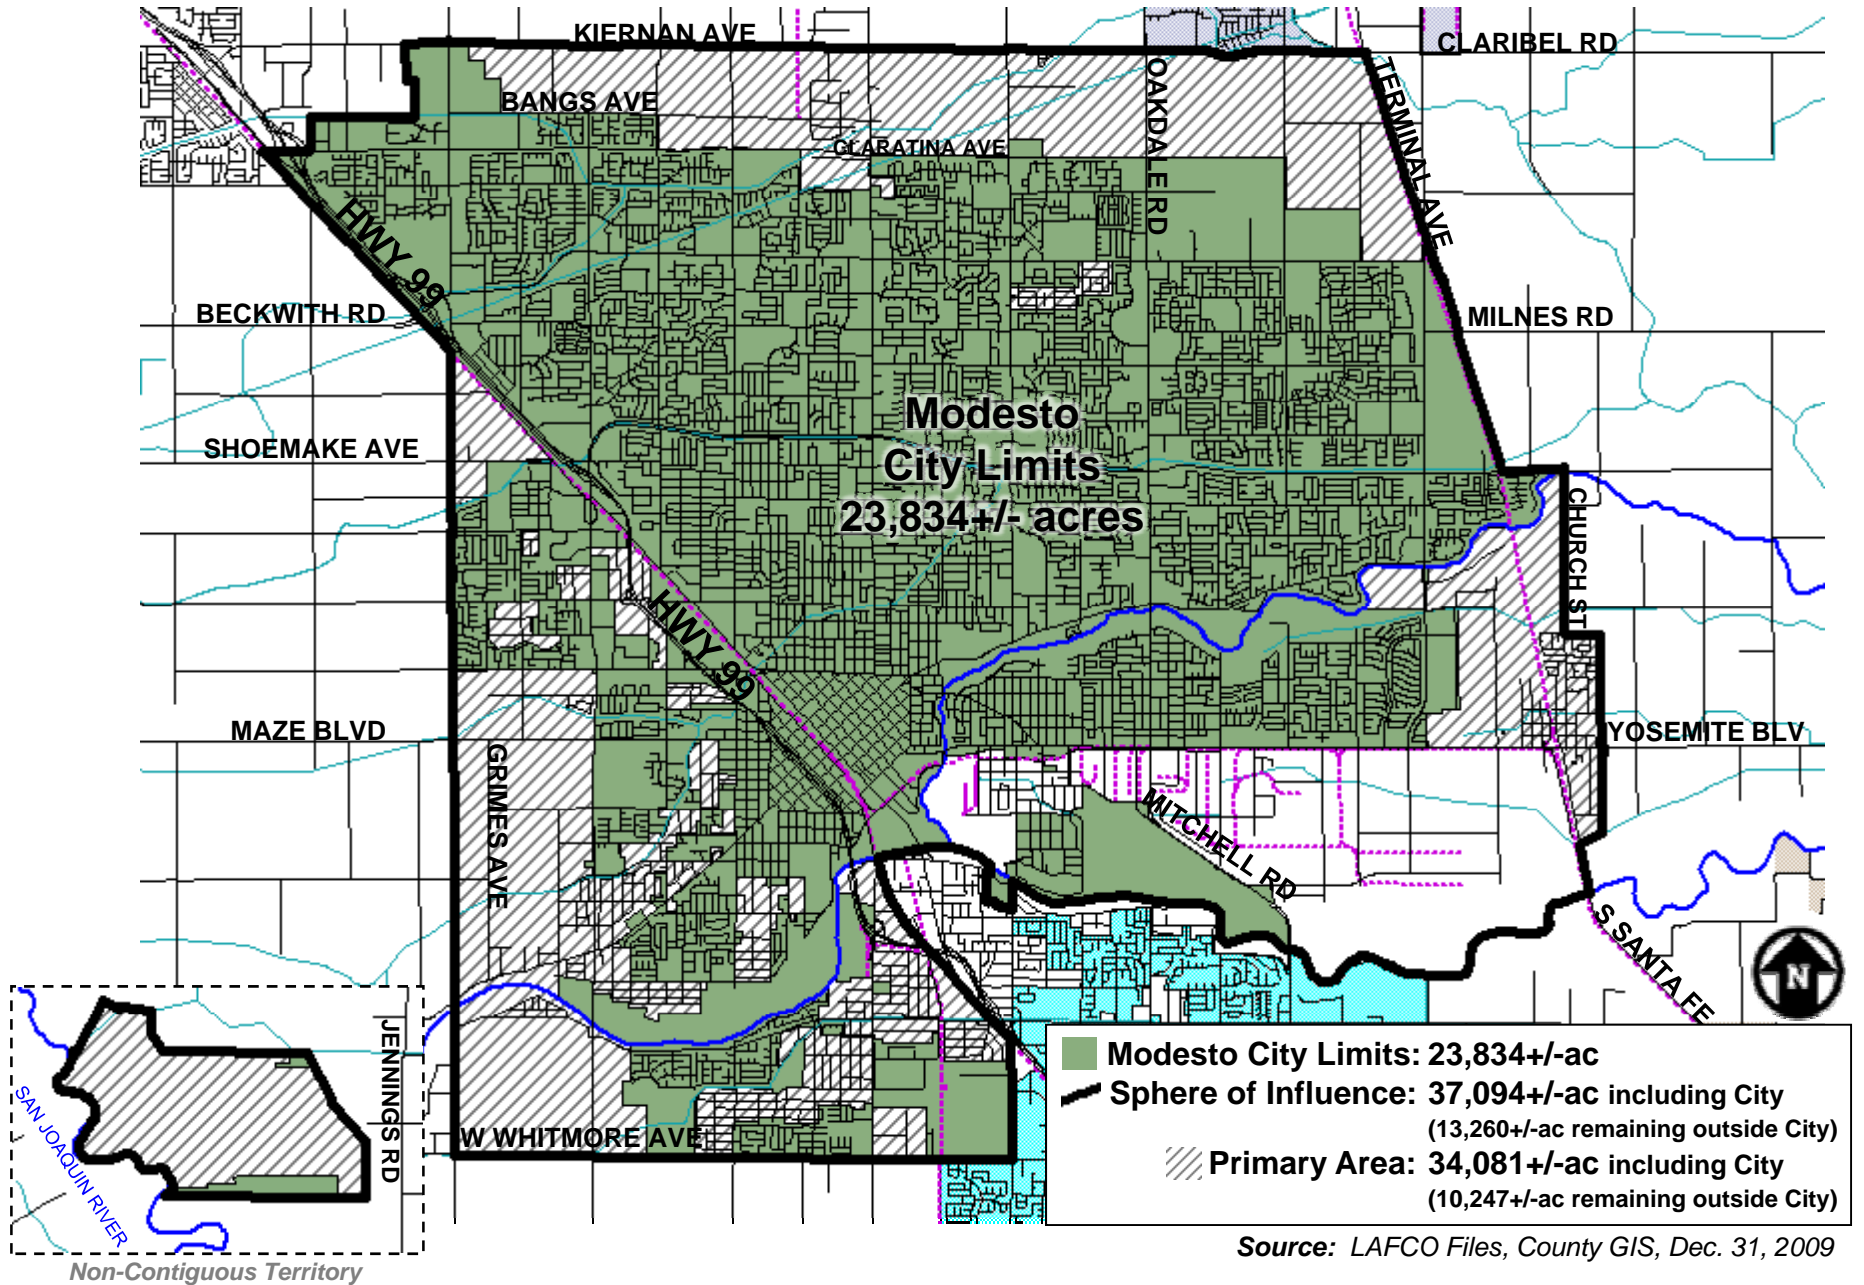 KIERNAN AVE
CLARIBEL RD
BANGS AVE
OAKDALE RD
TERMINAL AVE
CLARATINA AVE
HWY 99
BECKWITH RD
MILNES RD
Modesto
City Limits
23,834+/- acres
SHOEMAKE AVE
CHURCH ST
HWY 99
MAZE BLVD
YOSEMITE BLV
GRIMES AVE
MITCHELL RD
S SANTA FE
N
JENNINGS RD
SAN JOAQUIN RIVER
W WHITMORE AVE
Modesto City Limits: 23,834+/-ac
Sphere of Influence: 37,094+/-ac including City
(13,260+/-ac remaining outside City)
Primary Area: 34,081+/-ac including City
(10,247+/-ac remaining outside City)
Source: LAFCO Files, County GIS, Dec. 31, 2009
Non-Contiguous Territory